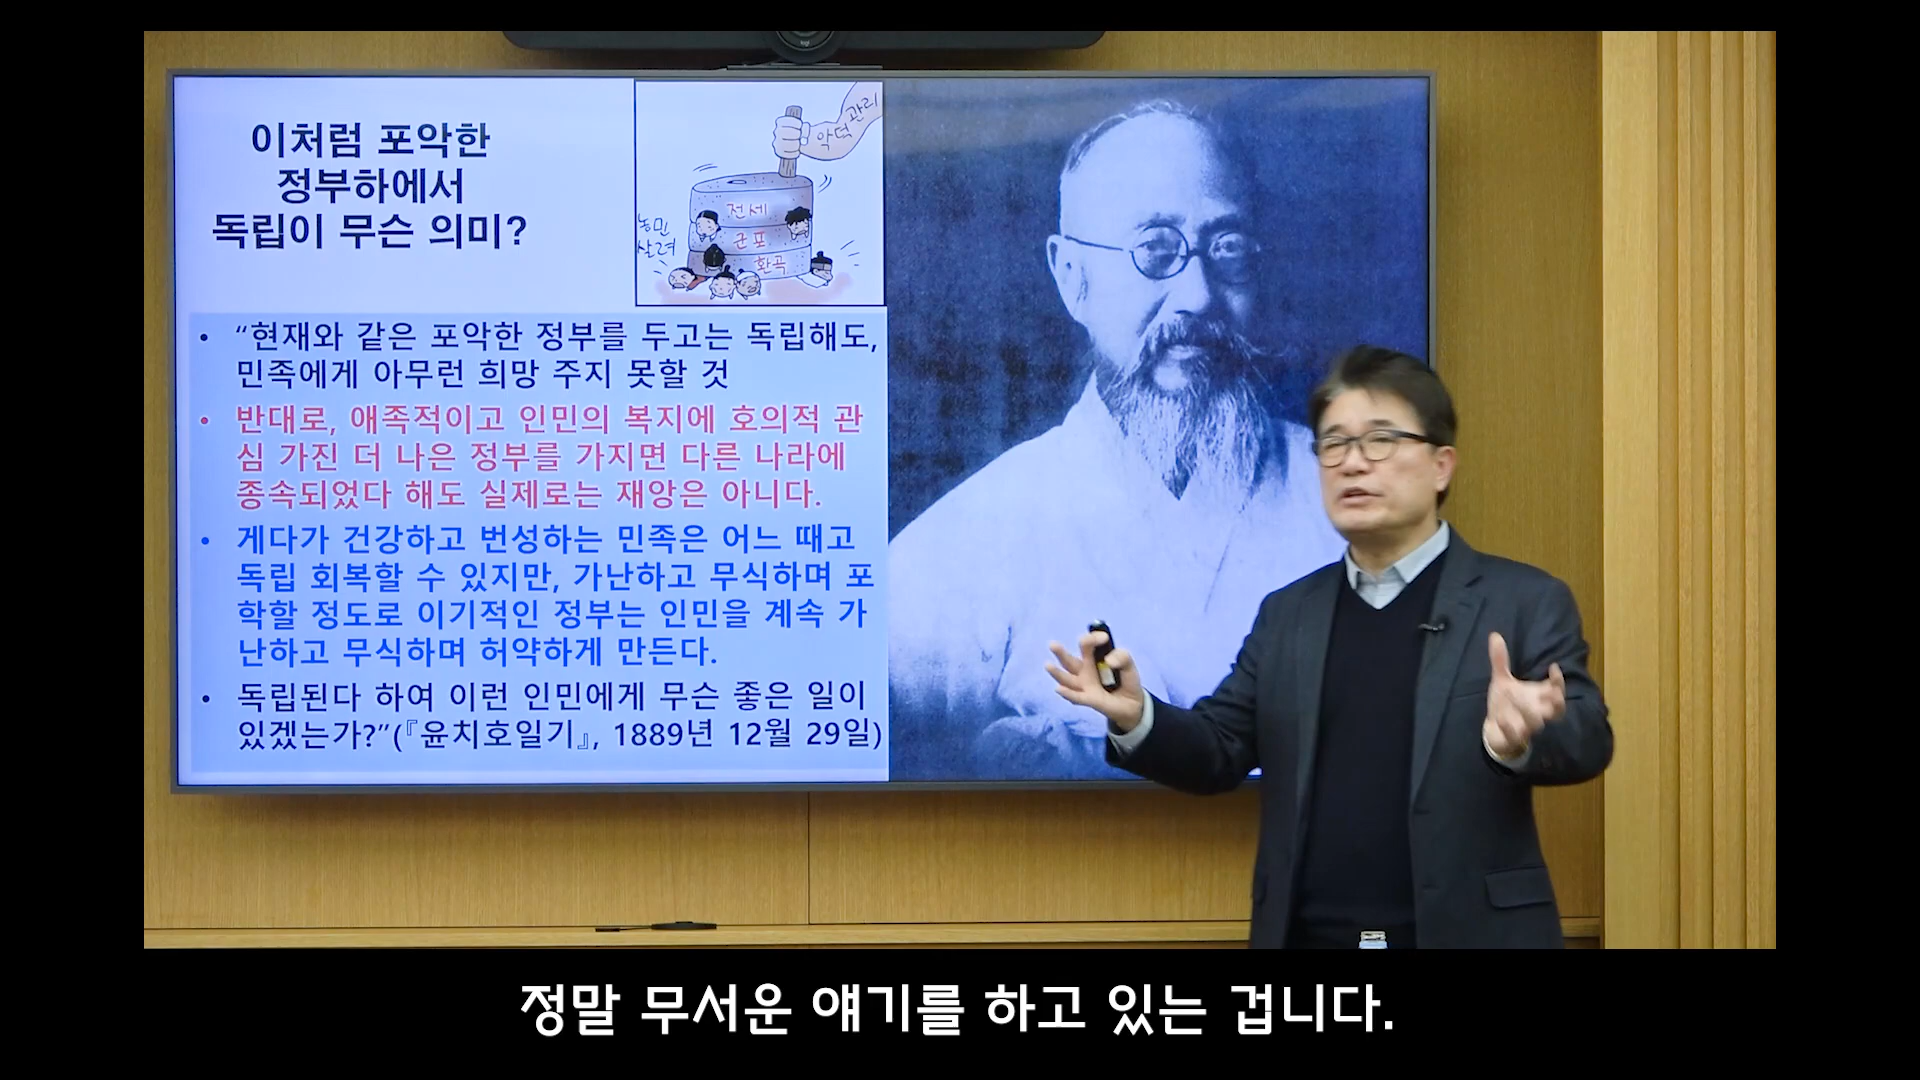 logi
이처럼 포악한
정부하에서
독립이 무슨 의미?
악덕관리
농민
살려
전세
군포
환곡
• “현재와 같은 포악한 정부를 두고는 독립해도,
민족에게 아무런 희망 주지 못할 것
• 반대로, 애족적이고 인민의 복지에 호의적 관
심 가진 더 나은 정부를 가지면 다른 나라에
종속되었다 해도 실제로는 재앙은 아니다.
• 게다가 건강하고 번성하는 민족은 어느 때고
독립 회복할 수 있지만, 가난하고 무식하며 포
학할 정도로 이기적인 정부는 인민을 계속 가
난하고 무식하며 허약하게 만든다.
• 독립된다 하여 이런 인민에게 무슨 좋은 일이
있겠는가?”(『윤치호일기』, 1889년 12월 29일)
정말 무서운 얘기를 하고 있는 겁니다.